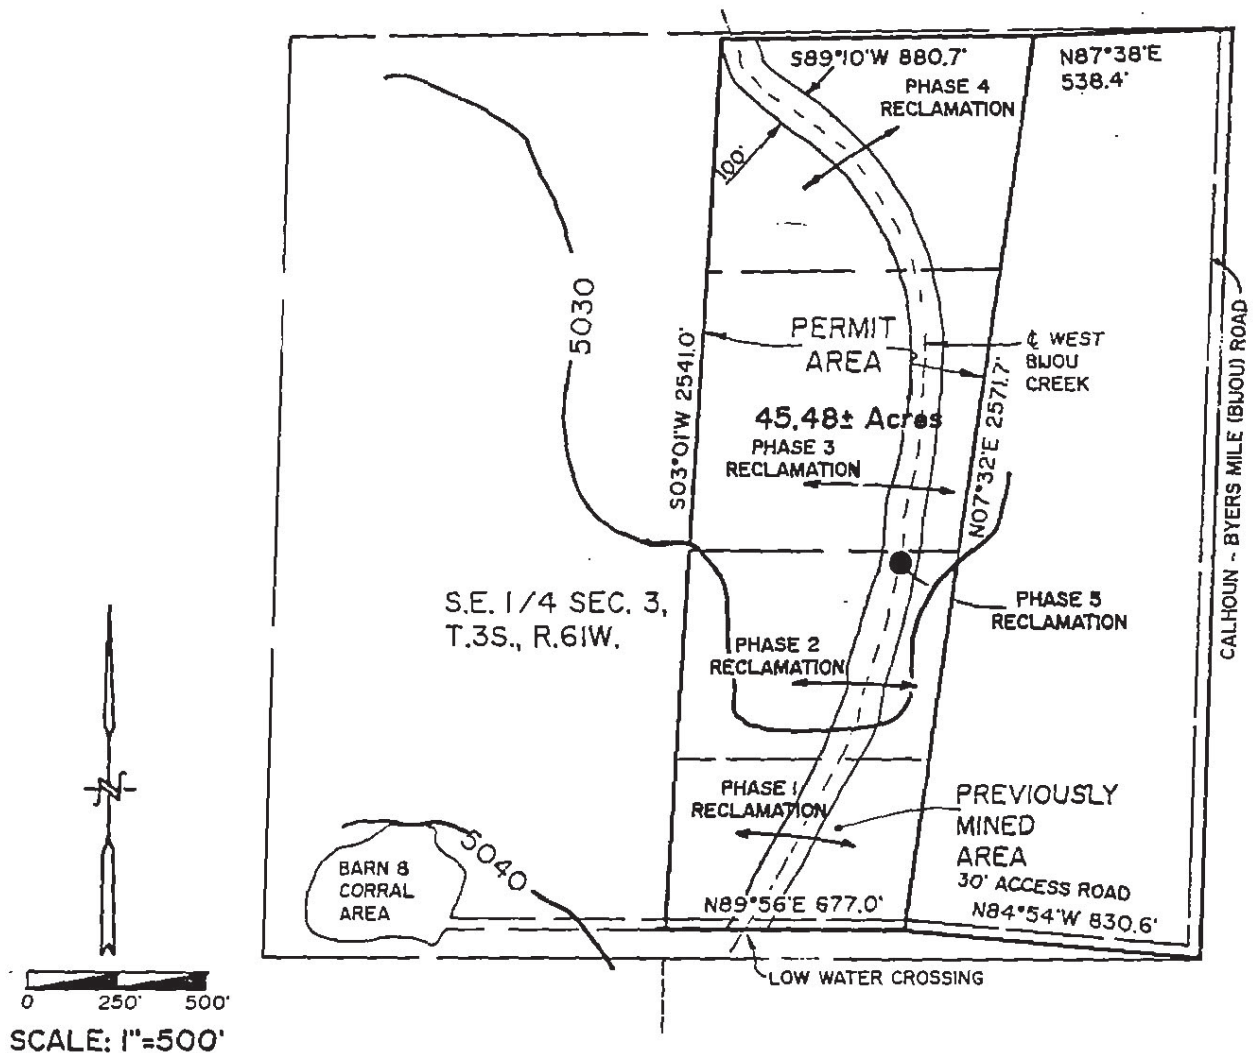 S89°10'W 880.7'
N87°38'E
538.4'
PHASE 4
RECLAMATION
100'
5030
PERMIT
AREA
℄ WEST
BIJOU
CREEK
S03°01'W 2541.0'
N07°32'E 2571.7'
CALHOUN - BYERS MILE (BIJOU) ROAD
45.48± Acres
PHASE 3
RECLAMATION
S.E. 1/4 SEC. 3,
T.3S., R.61W.
PHASE 5
RECLAMATION
PHASE 2
RECLAMATION
N
PHASE 1
RECLAMATION
PREVIOUSLY
MINED
AREA
5040
BARN 8
CORRAL
AREA
30' ACCESS ROAD
N89°56'E 677.0'
N84°54'W 830.6'
LOW WATER CROSSING
0 250' 500'
SCALE: 1"=500'